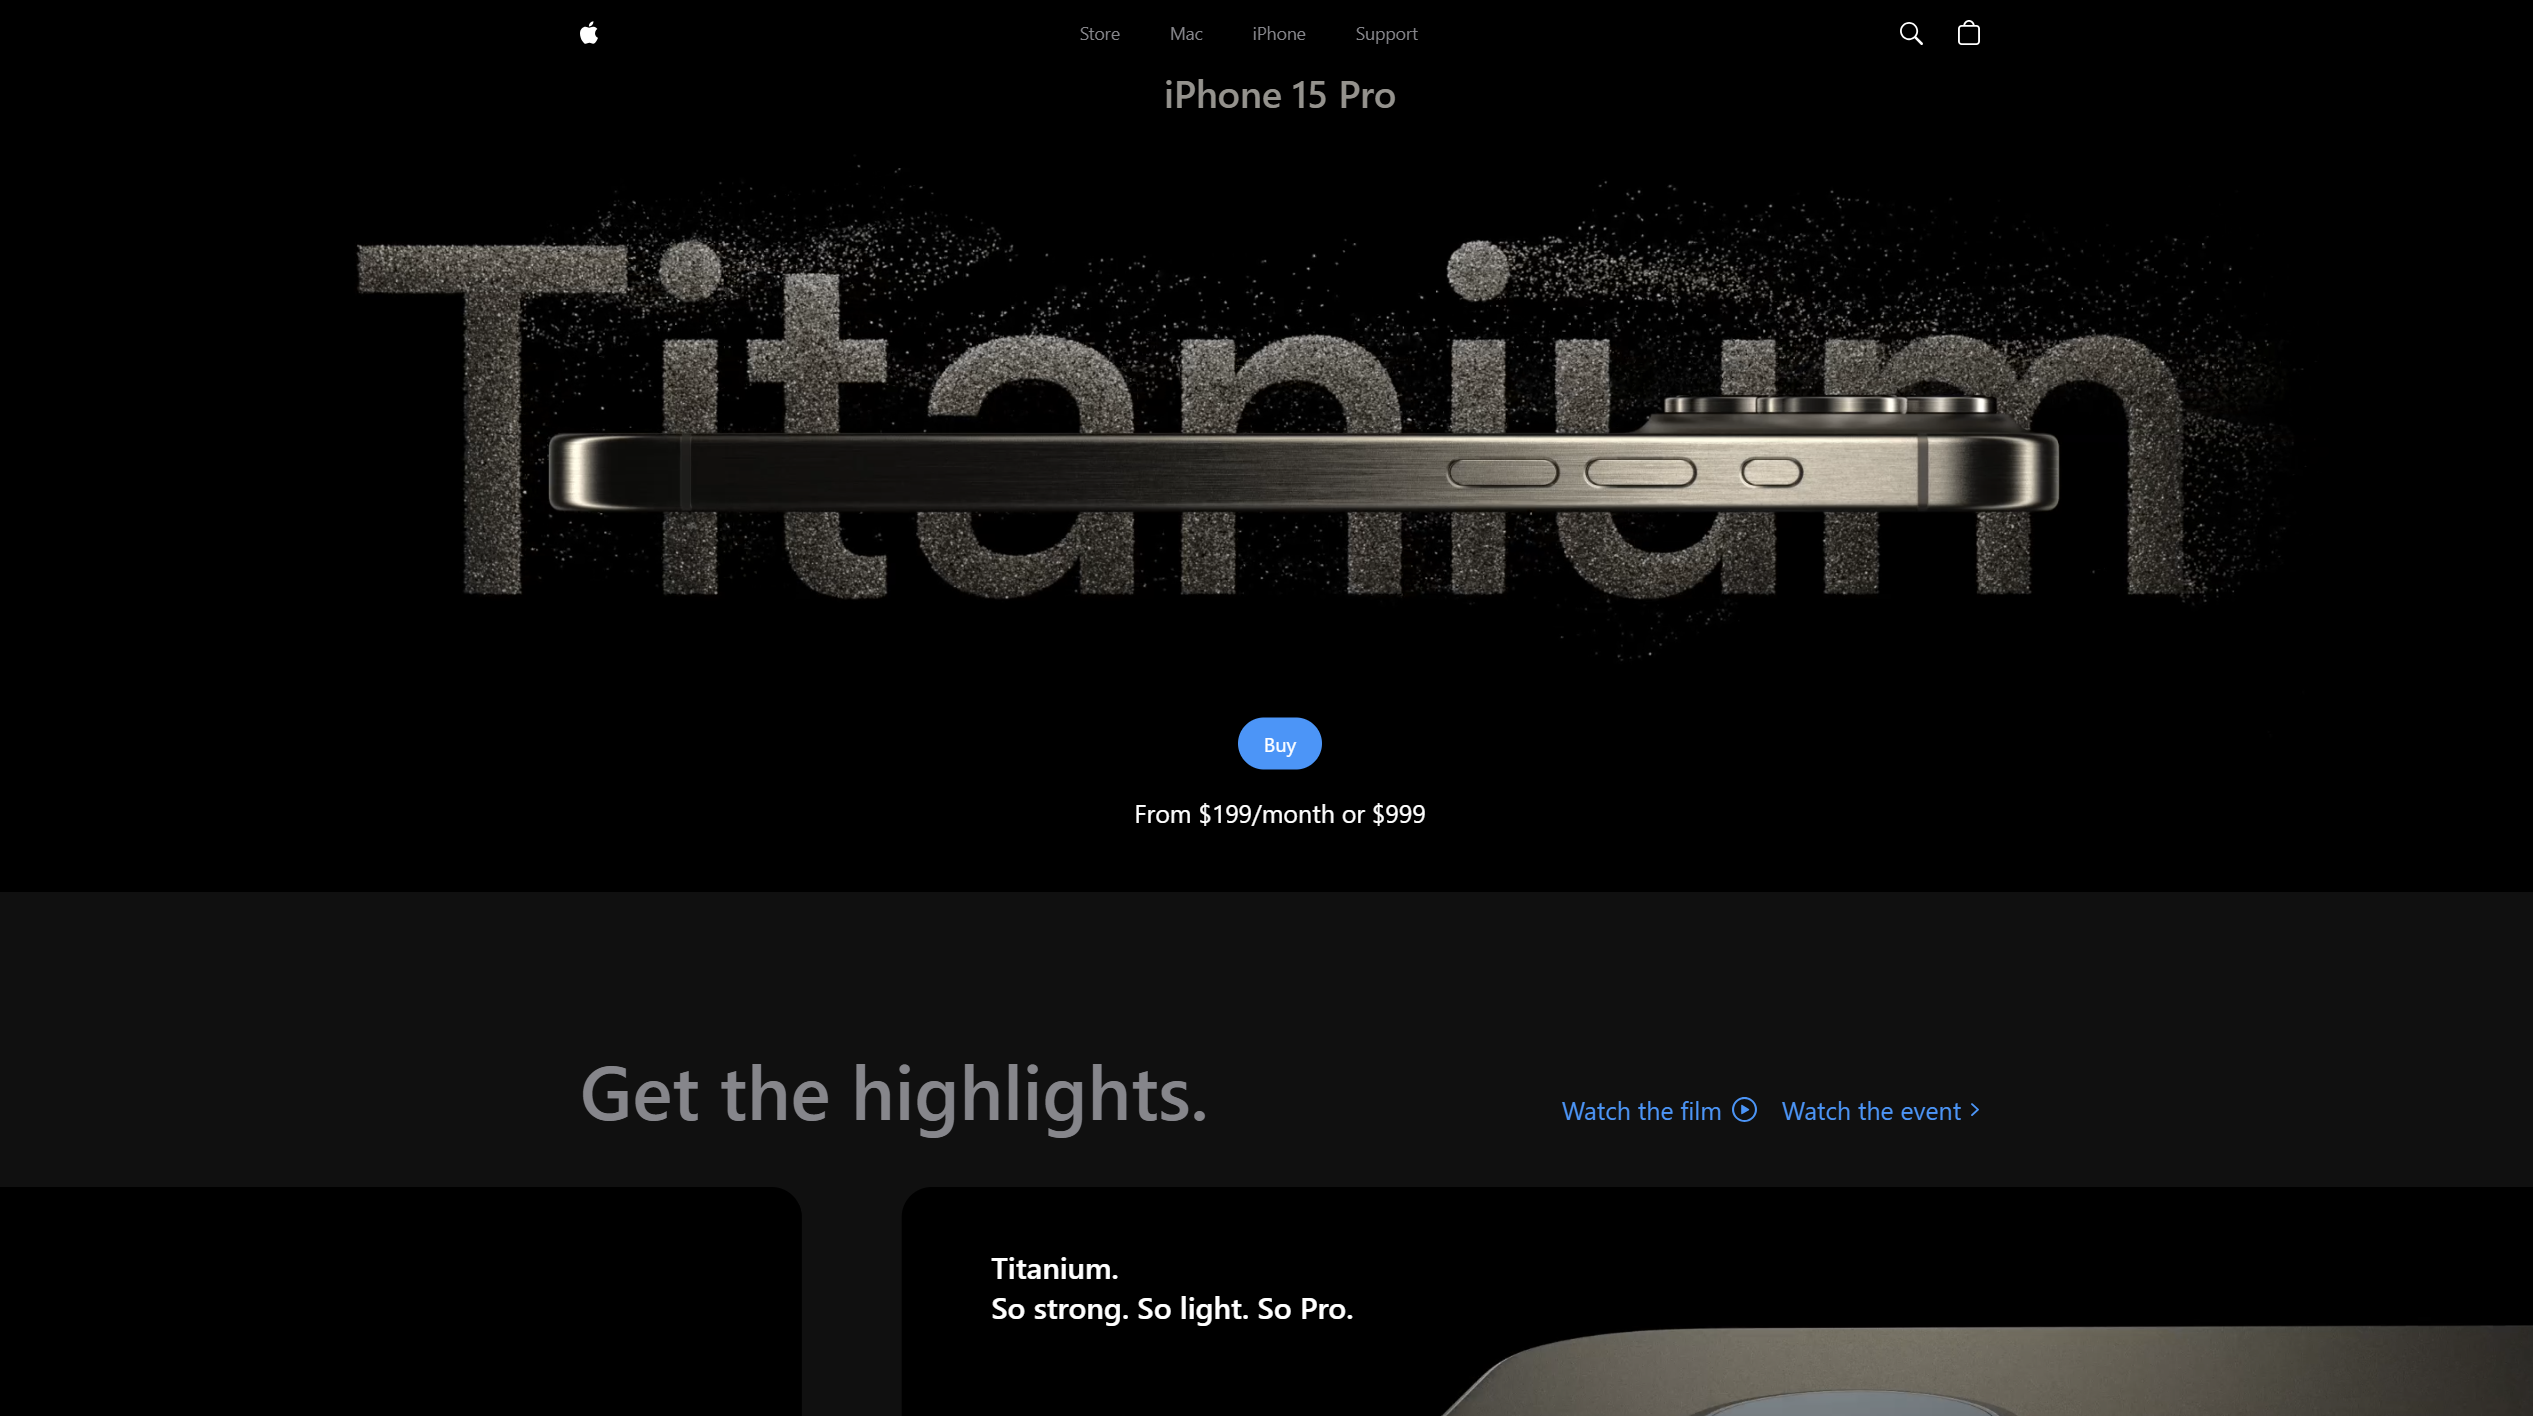 Store Mac iPhone Support
iPhone 15 Pro
Titanium
Buy
From $199/month or $999
Get the highlights.
Watch the film Watch the event
Titanium.
So strong. So light. So Pro.